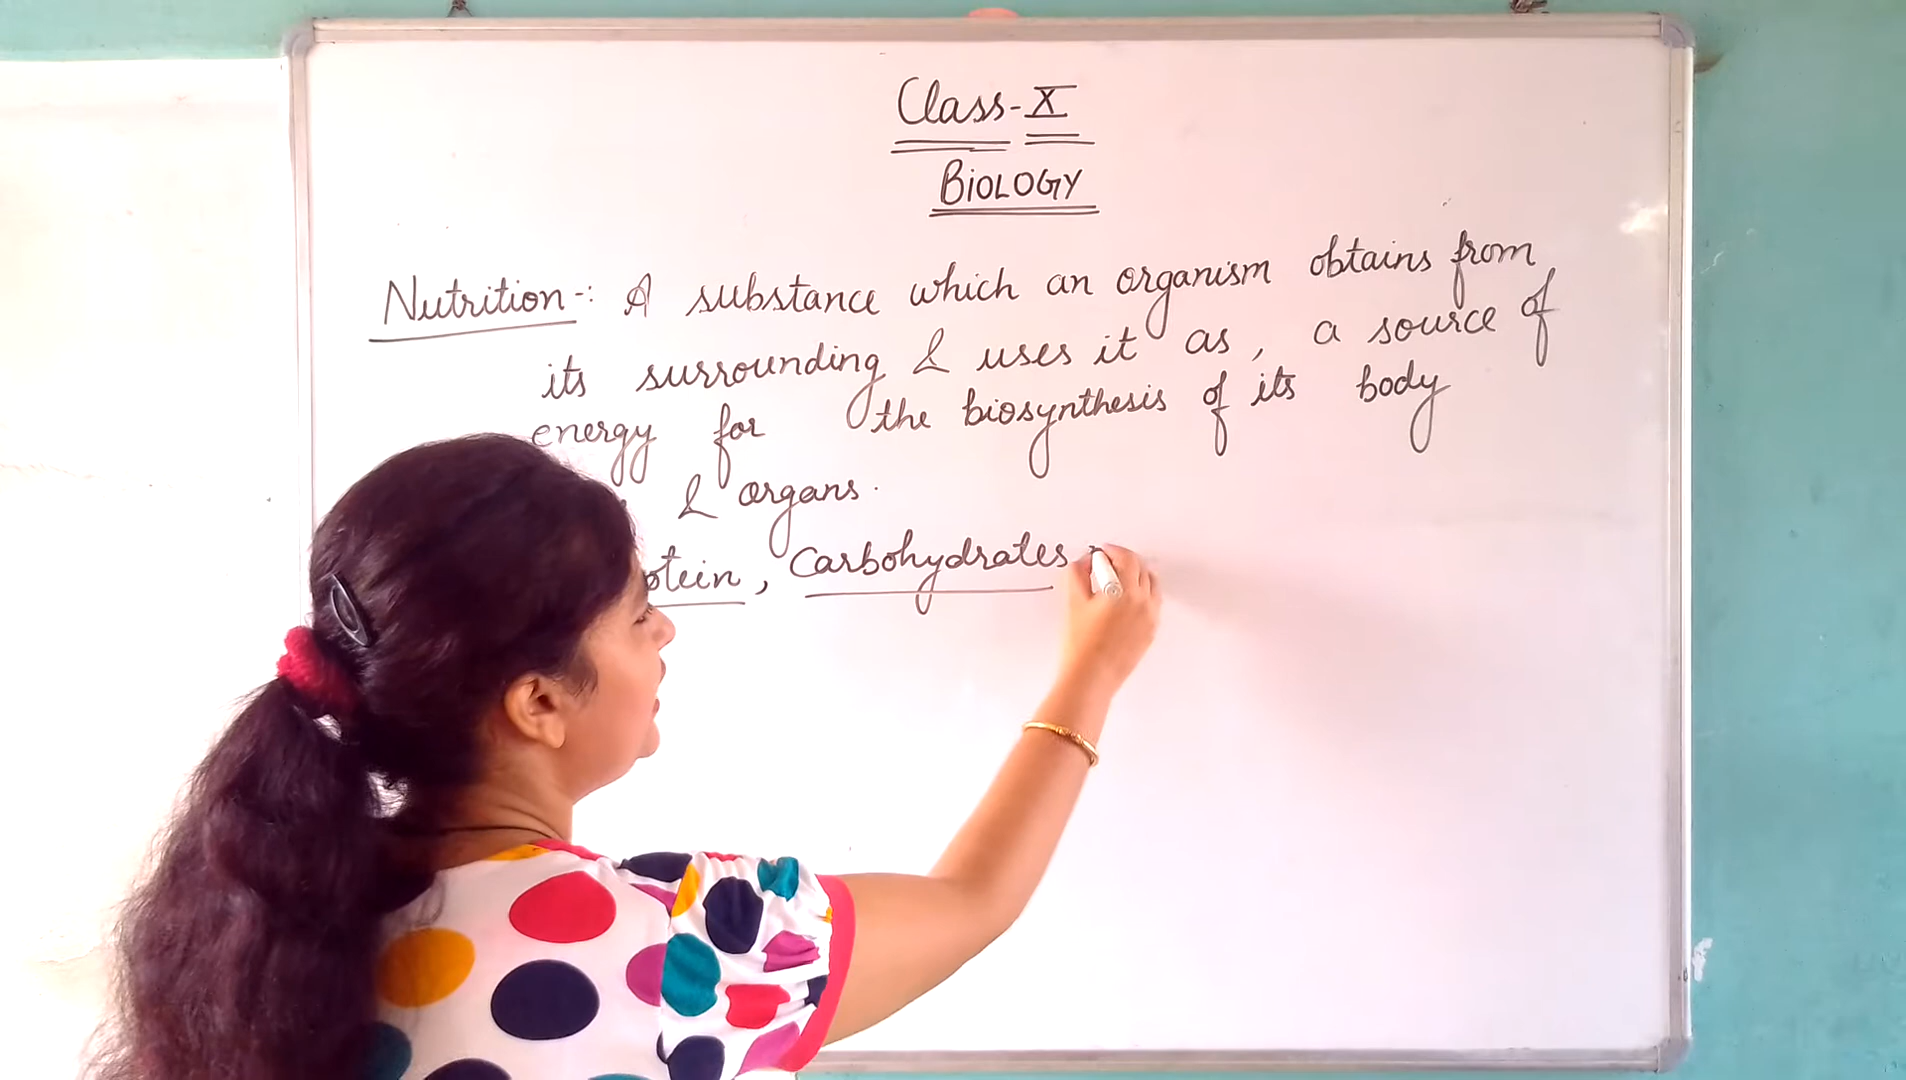 Class-X
BIOLOGY
Nutrition-: A substance which an organism obtains from
its surrounding & uses it as, a source of
energy for the biosynthesis of its body
& organs.
otein, Carbohydrates